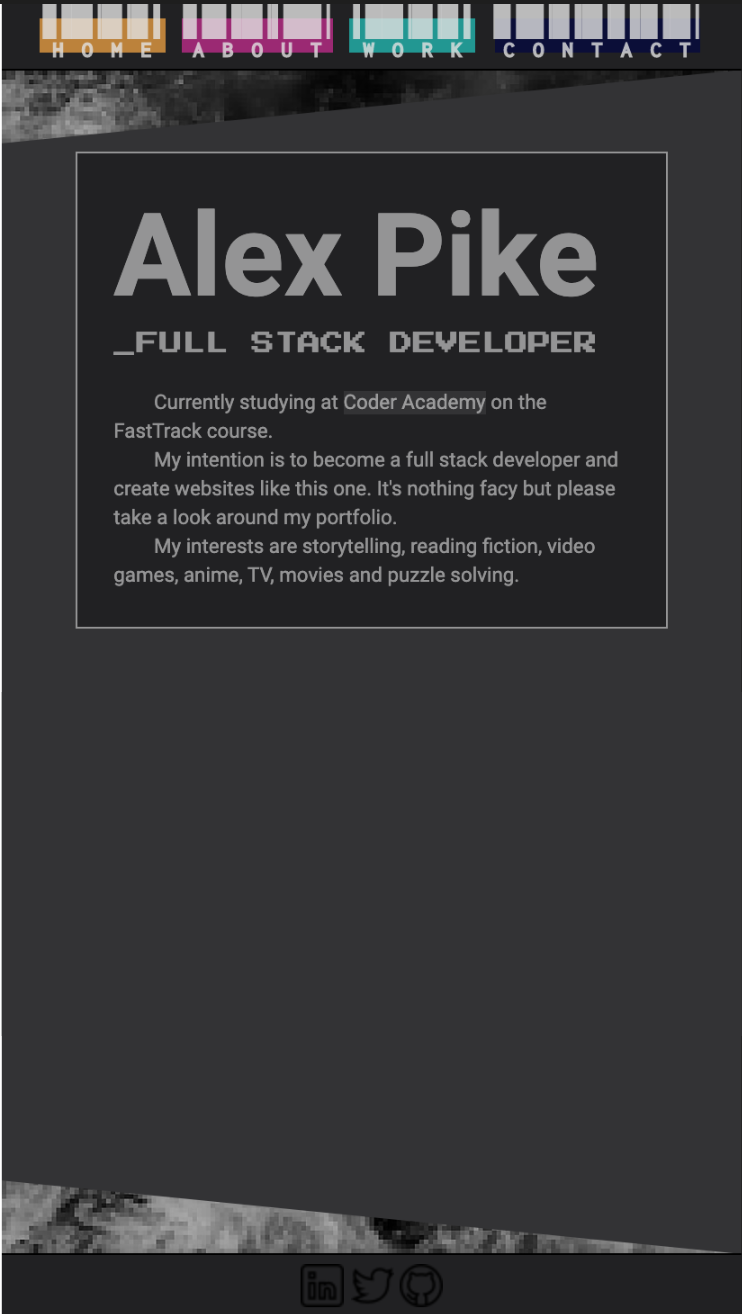 HOME ABOUT WORK CONTACT
Alex Pike
_FULL STACK DEVELOPER
Currently studying at Coder Academy on the
FastTrack course.
My intention is to become a full stack developer and
create websites like this one. It's nothing facy but please
take a look around my portfolio.
My interests are storytelling, reading fiction, video
games, anime, TV, movies and puzzle solving.
in